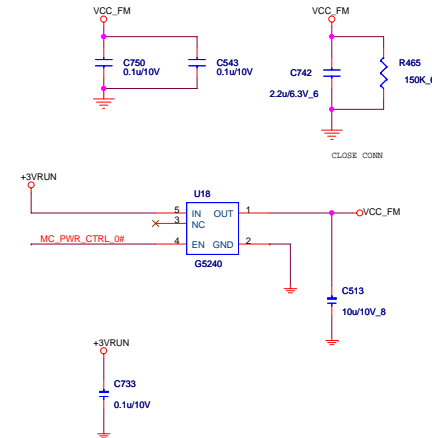 VCC_FM
VCC_FM
C750
0.1u/10V
C543
0.1u/10V
C742
2.2u/6.3V_6
R465
150K_6
CLOSE CONN
+3VRUN
U18
5 IN OUT 1
3 NC
4 EN GND 2
G5240
MC_PWR_CTRL_0#
VCC_FM
C513
10u/10V_8
+3VRUN
C733
0.1u/10V